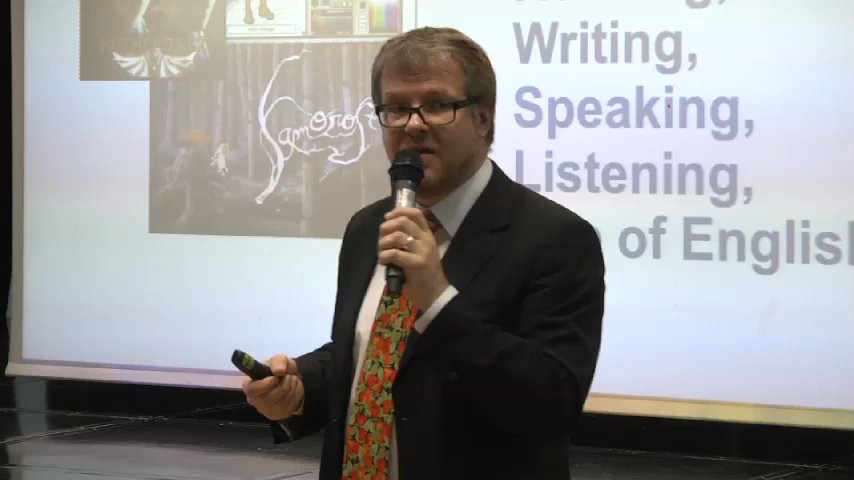 Samorost
Writing,
Speaking,
Listening,
of English